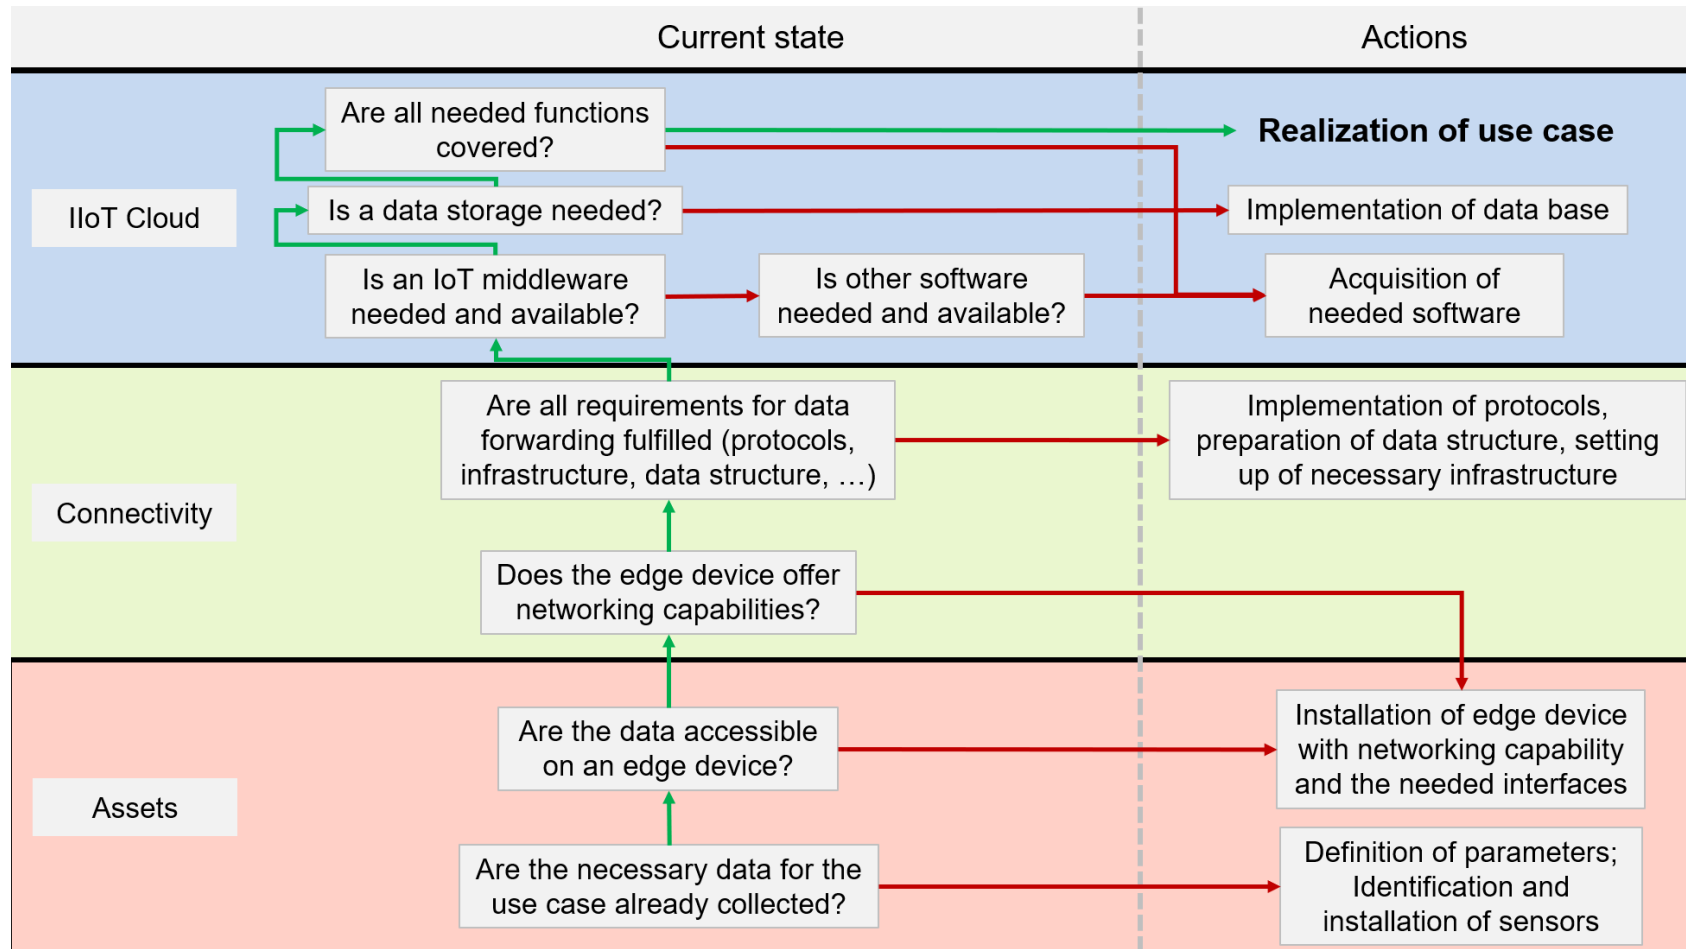 Current state
Actions
IIoT Cloud
Are all needed functions
covered?
Realization of use case
Is a data storage needed?
Implementation of data base
Is an IoT middleware
needed and available?
Is other software
needed and available?
Acquisition of
needed software
Connectivity
Are all requirements for data
forwarding fulfilled (protocols,
infrastructure, data structure, …)
Implementation of protocols,
preparation of data structure, setting
up of necessary infrastructure
Does the edge device offer
networking capabilities?
Assets
Are the data accessible
on an edge device?
Installation of edge device
with networking capability
and the needed interfaces
Are the necessary data for the
use case already collected?
Definition of parameters;
Identification and
installation of sensors